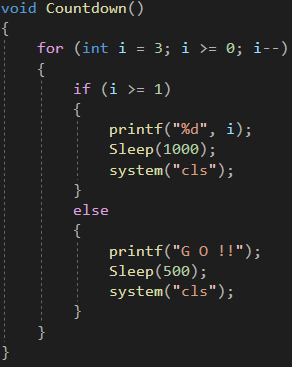 void Countdown()
{
    for (int i = 3; i >= 0; i--)
    {
        if (i >= 1)
        {
            printf("%d", i);
            Sleep(1000);
            system("cls");
        }
        else
        {
            printf("G O !!");
            Sleep(500);
            system("cls");
        }
    }
}